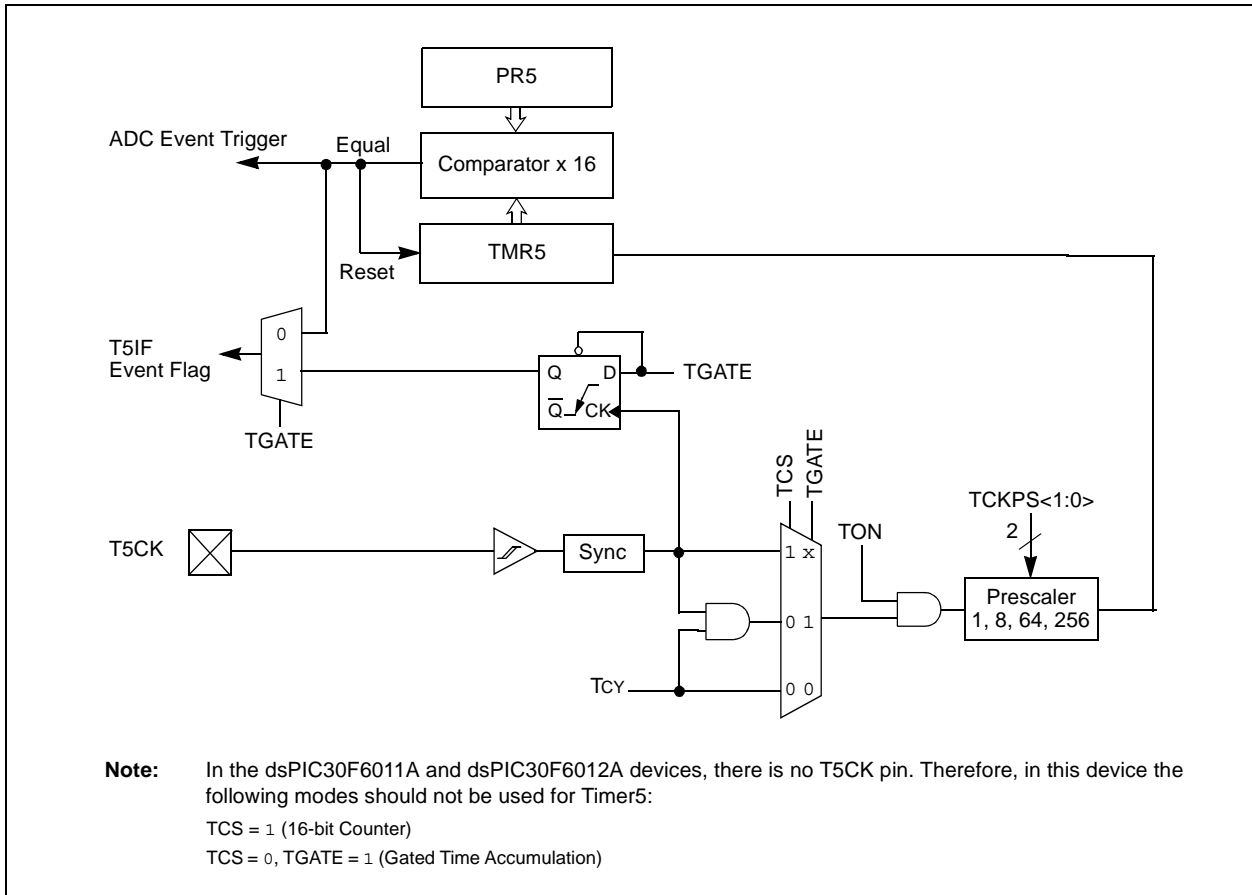 PR5
ADC Event Trigger
Equal
Comparator x 16
TMR5
Reset
0
1
T5IF
Event Flag
TGATE
Q D
Q̅ CK
TGATE
TCS
TGATE
TCKPS<1:0>
2
TON
T5CK
Sync
1 x
0 1
0 0
Prescaler
1, 8, 64, 256
TCY
Note: In the dsPIC30F6011A and dsPIC30F6012A devices, there is no T5CK pin. Therefore, in this device the
following modes should not be used for Timer5:
TCS = 1 (16-bit Counter)
TCS = 0, TGATE = 1 (Gated Time Accumulation)